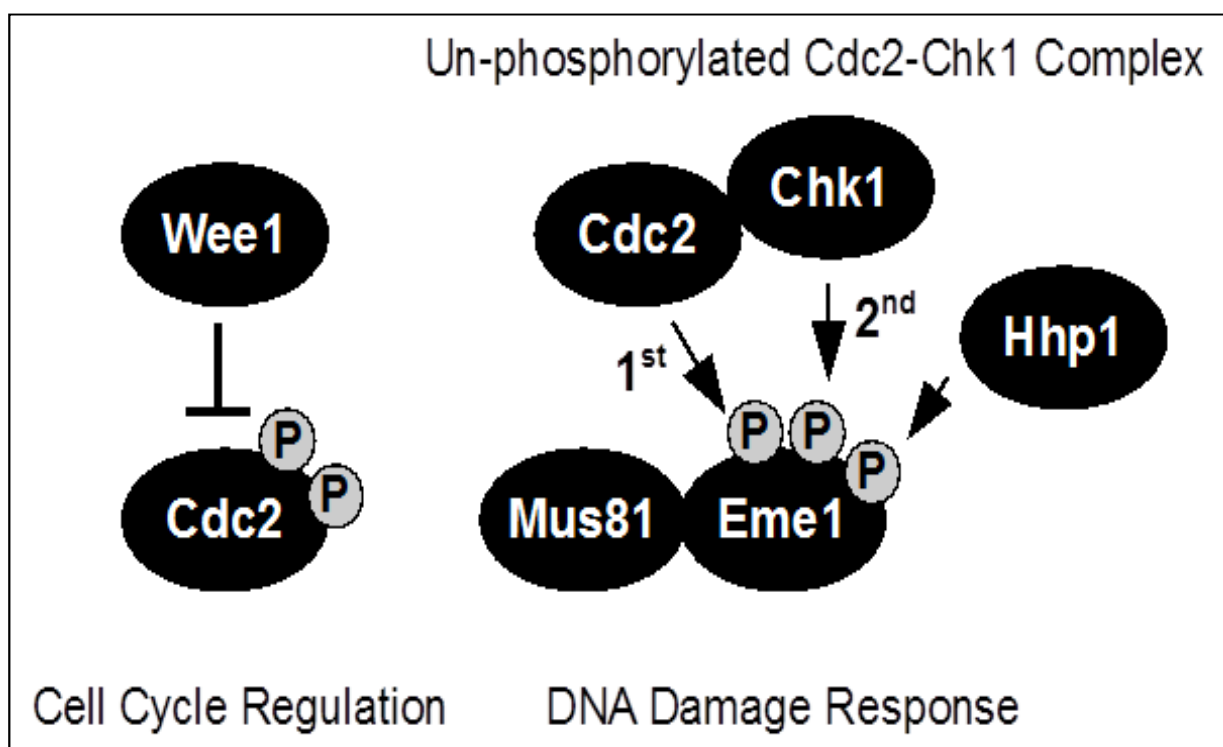 Un-phosphorylated Cdc2-Chk1 Complex
Wee1
Cdc2
Chk1
1st
2nd
Hhp1
P
P
Cdc2
P
P
P
Mus81
Eme1
Cell Cycle Regulation
DNA Damage Response